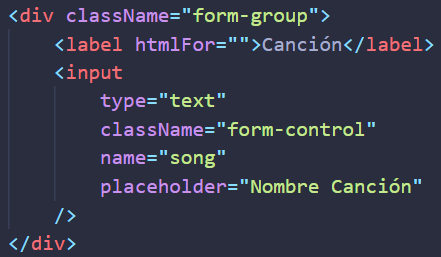 <div className="form-group">
<label htmlFor="">Canción</label>
<input
type="text"
className="form-control"
name="song"
placeholder="Nombre Canción"
/>
</div>